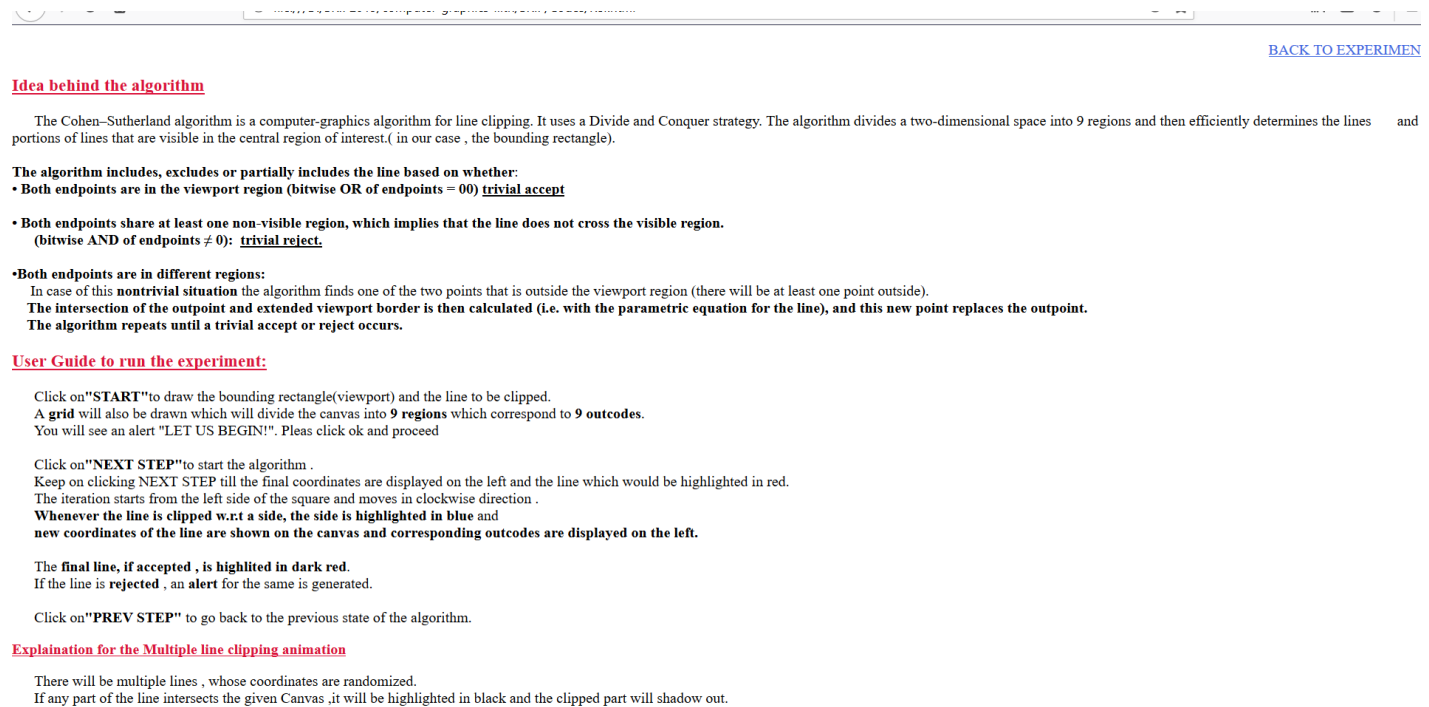 BACK TO EXPERIMEN
Idea behind the algorithm
The Cohen–Sutherland algorithm is a computer-graphics algorithm for line clipping. It uses a Divide and Conquer strategy. The algorithm divides a two-dimensional space into 9 regions and then efficiently determines the lines and
portions of lines that are visible in the central region of interest.( in our case , the bounding rectangle).
The algorithm includes, excludes or partially includes the line based on whether:
• Both endpoints are in the viewport region (bitwise OR of endpoints = 00) trivial accept
• Both endpoints share at least one non-visible region, which implies that the line does not cross the visible region.
(bitwise AND of endpoints ≠ 0): trivial reject.
•Both endpoints are in different regions:
In case of this nontrivial situation the algorithm finds one of the two points that is outside the viewport region (there will be at least one point outside).
The intersection of the outpoint and extended viewport border is then calculated (i.e. with the parametric equation for the line), and this new point replaces the outpoint.
The algorithm repeats until a trivial accept or reject occurs.
User Guide to run the experiment:
Click on"START"to draw the bounding rectangle(viewport) and the line to be clipped.
A grid will also be drawn which will divide the canvas into 9 regions which correspond to 9 outcodes.
You will see an alert "LET US BEGIN!". Pleas click ok and proceed
Click on"NEXT STEP"to start the algorithm .
Keep on clicking NEXT STEP till the final coordinates are displayed on the left and the line which would be highlighted in red.
The iteration starts from the left side of the square and moves in clockwise direction .
Whenever the line is clipped w.r.t a side, the side is highlighted in blue and
new coordinates of the line are shown on the canvas and corresponding outcodes are displayed on the left.
The final line, if accepted , is highlited in dark red.
If the line is rejected , an alert for the same is generated.
Click on"PREV STEP" to go back to the previous state of the algorithm.
Explaination for the Multiple line clipping animation
There will be multiple lines , whose coordinates are randomized.
If any part of the line intersects the given Canvas ,it will be highlighted in black and the clipped part will shadow out.